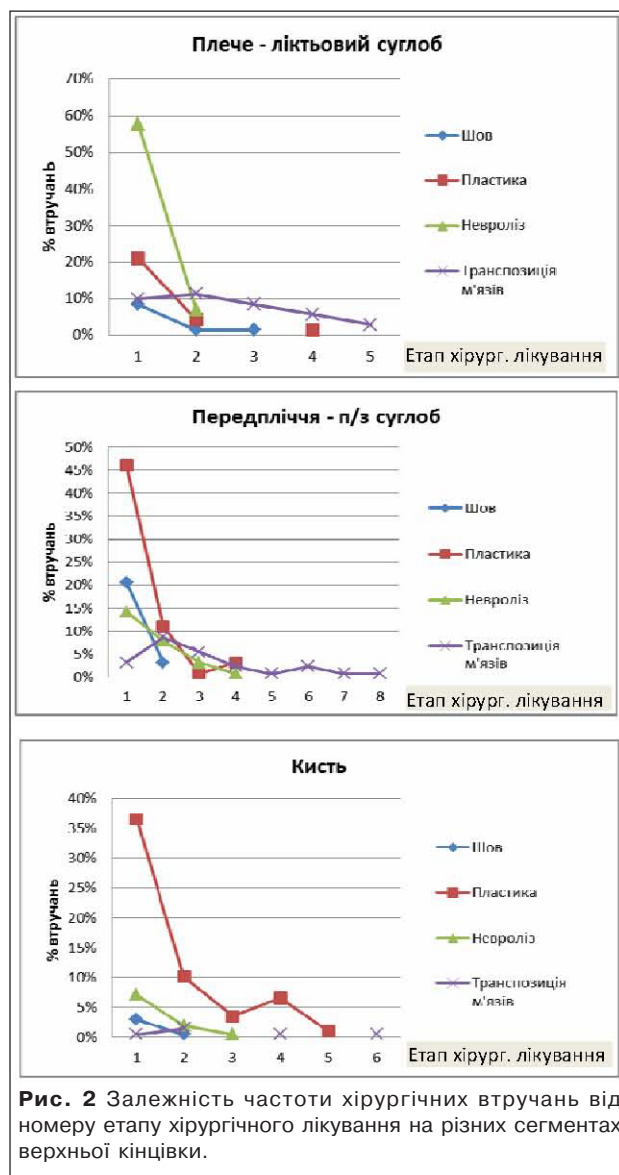 Плече - ліктьовий суглоб
70%
60%
50%
40%
30%
20%
10%
0%
% втручань
1 2 3 4 5
Етап хірург. лікування
Шов
Пластика
Невроліз
Транспозиція
м'язів
Передпліччя - п/з суглоб
50%
45%
40%
35%
30%
25%
20%
15%
10%
5%
0%
% втручань
1 2 3 4 5 6 7 8
Етап хірург. лікування
Шов
Пластика
Невроліз
Транспозиція
м'язів
Кисть
40%
35%
30%
25%
20%
15%
10%
5%
0%
% втручань
1 2 3 4 5 6
Етап хірург. лікування
Шов
Пластика
Невроліз
Транспозиція
м'язів
Рис. 2 Залежність частоти хірургічних втручань від
номеру етапу хірургічного лікування на різних сегментах
верхньої кінцівки.